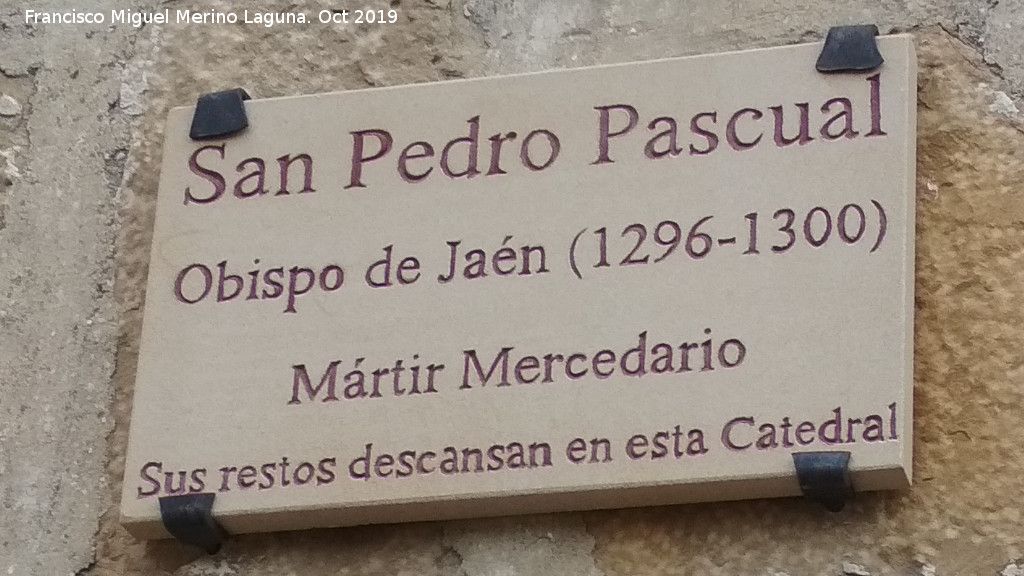 Francisco Miguel Merino Laguna. Oct 2019
San Pedro Pascual
Obispo de Jaén (1296-1300)
Mártir Mercedario
Sus restos descansan en esta Catedral